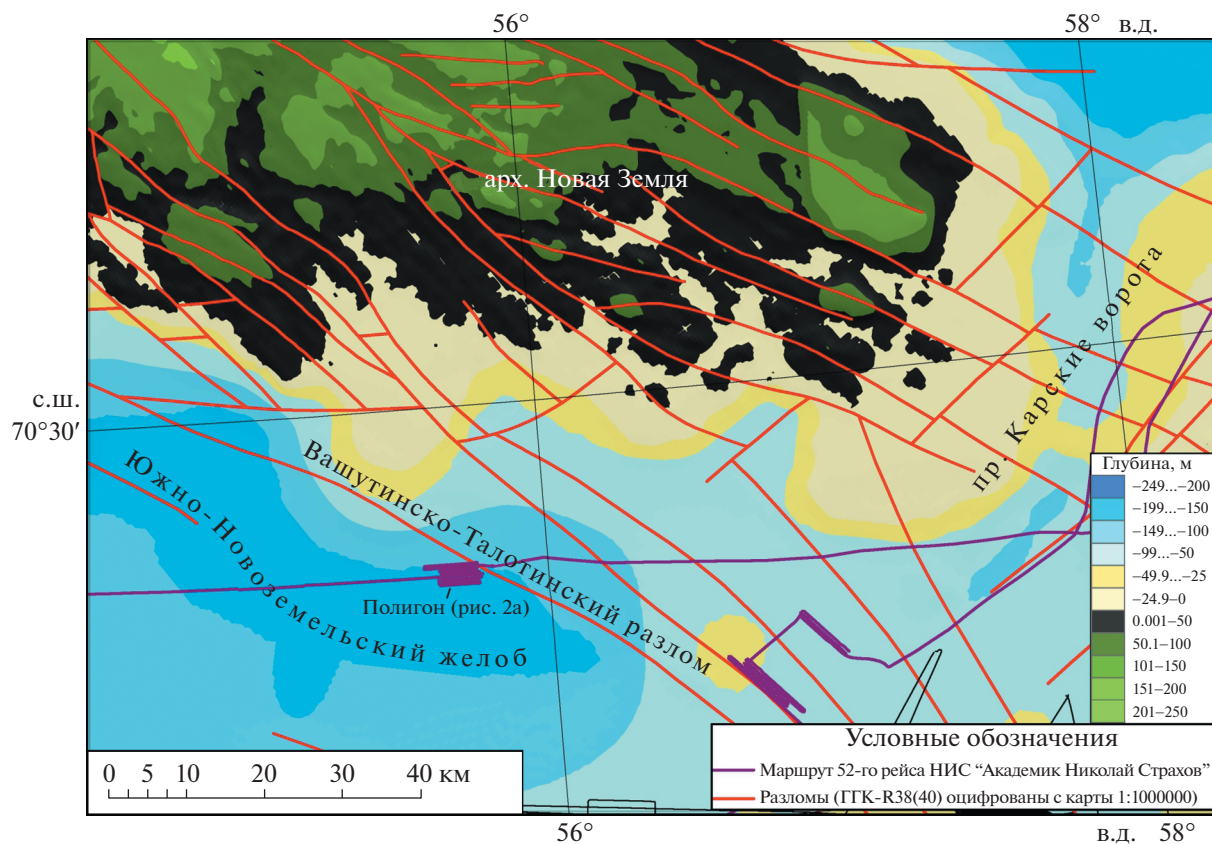 56°
58° в.д.
арх. Новая Земля
пр. Карские ворота
с.ш.
70°30′
Вашутинско-Талотинский разлом
Южно-Новоземельский желоб
Полигон (рис. 2а)
Глубина, м
–249...–200
–199...–150
–149...–100
–99...–50
–49.9...–25
–24.9–0
0.001–50
50.1–100
101–150
151–200
201–250
Условные обозначения
Маршрут 52-го рейса НИС “Академик Николай Страхов”
Разломы (ГГК-R38(40) оцифрованы с карты 1:1000000)
0 5 10 20 30 40 км
56°
в.д. 58°